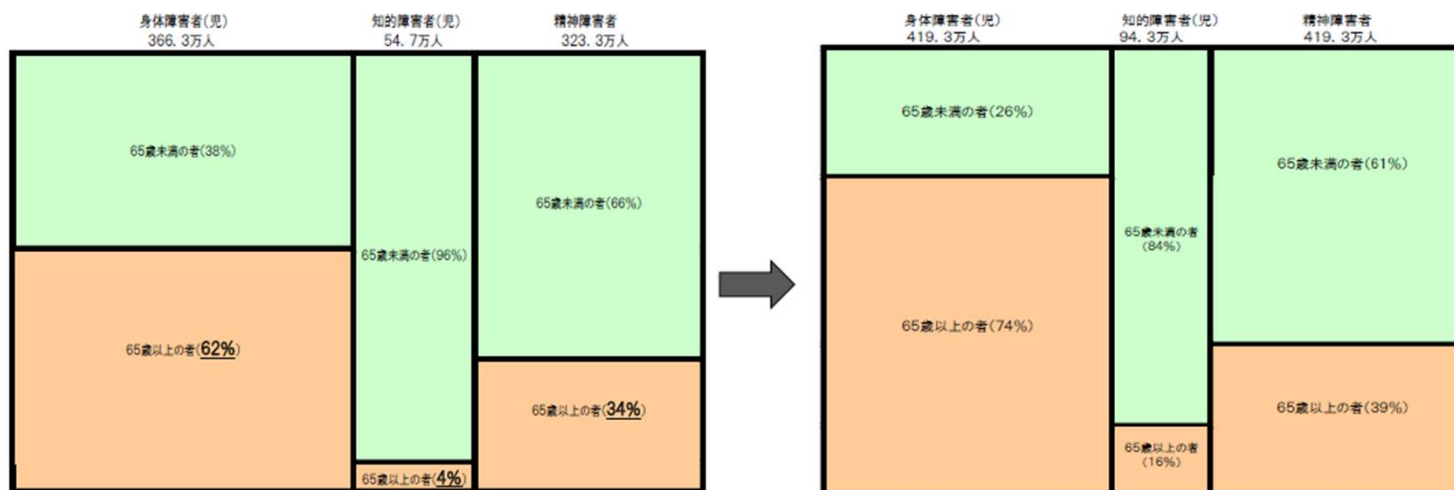 身体障害者(児)
366.3万人
知的障害者(児)
54.7万人
精神障害者
323.3万人
65歳未満の者(38%)
65歳以上の者(62%)
65歳未満の者(96%)
65歳以上の者(4%)
65歳未満の者(66%)
65歳以上の者(34%)
身体障害者(児)
419.3万人
知的障害者(児)
94.3万人
精神障害者
419.3万人
65歳未満の者(26%)
65歳以上の者(74%)
65歳未満の者
(84%)
65歳以上の者
(16%)
65歳未満の者(61%)
65歳以上の者(39%)